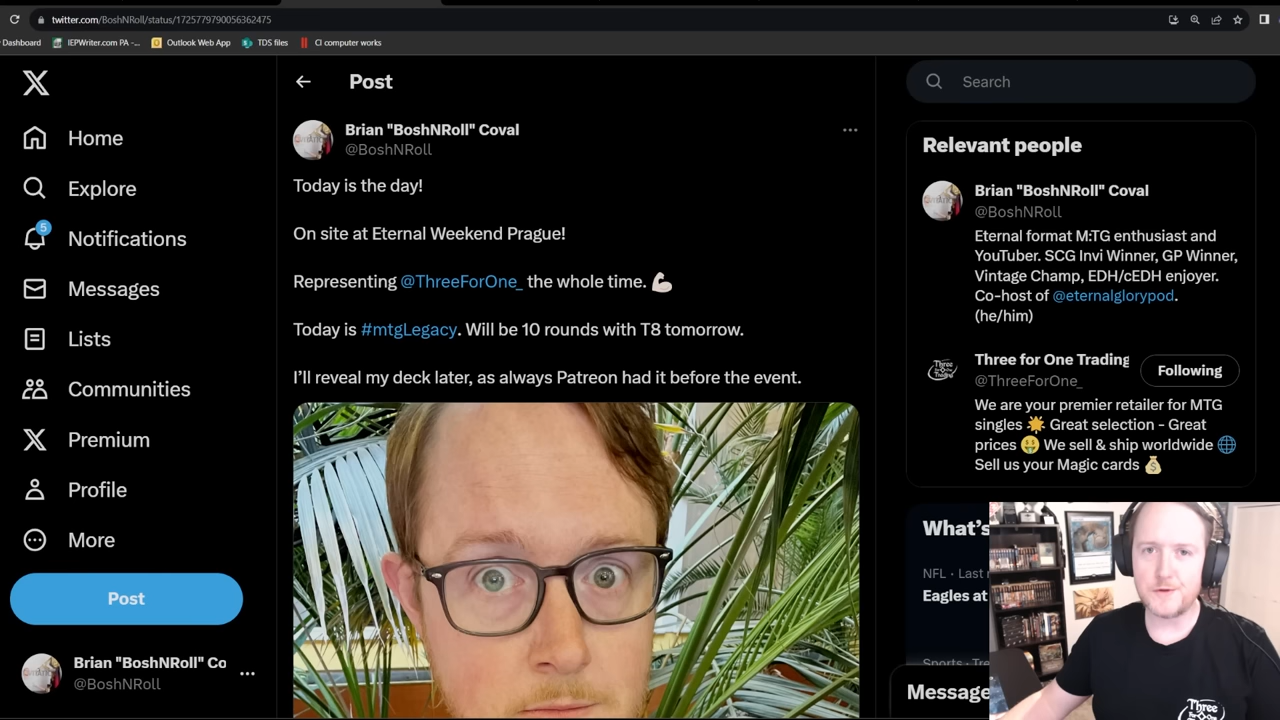 twitter.com/BoshNRoll/status/1725779790056362475
Dashboard
IEPWriter.com PA -...
Outlook Web App
TDS files
CI computer works
Post
Search
Brian "BoshNRoll" Coval
@BoshNRoll
Today is the day!
On site at Eternal Weekend Prague!
Representing @ThreeForOne_ the whole time. 💪🏻
Today is #mtgLegacy. Will be 10 rounds with T8 tomorrow.
I'll reveal my deck later, as always Patreon had it before the event.
Home
Explore
5
Notifications
Messages
Lists
Communities
Premium
Profile
More
Post
Brian "BoshNRoll" Co
@BoshNRoll
Relevant people
Brian "BoshNRoll" Coval
@BoshNRoll
Eternal format M:TG enthusiast and
YouTuber. SCG Invi Winner, GP Winner,
Vintage Champ, EDH/cEDH enjoyer.
Co-host of @eternalglorypod.
(he/him)
Three for One Trading
@ThreeForOne_
Following
We are your premier retailer for MTG
singles 🌟 Great selection - Great
prices 🤑 We sell & ship worldwide 🌐
Sell us your Magic cards 💰
What's
NFL · Last
Eagles at
Sports · Tre
Message
Three